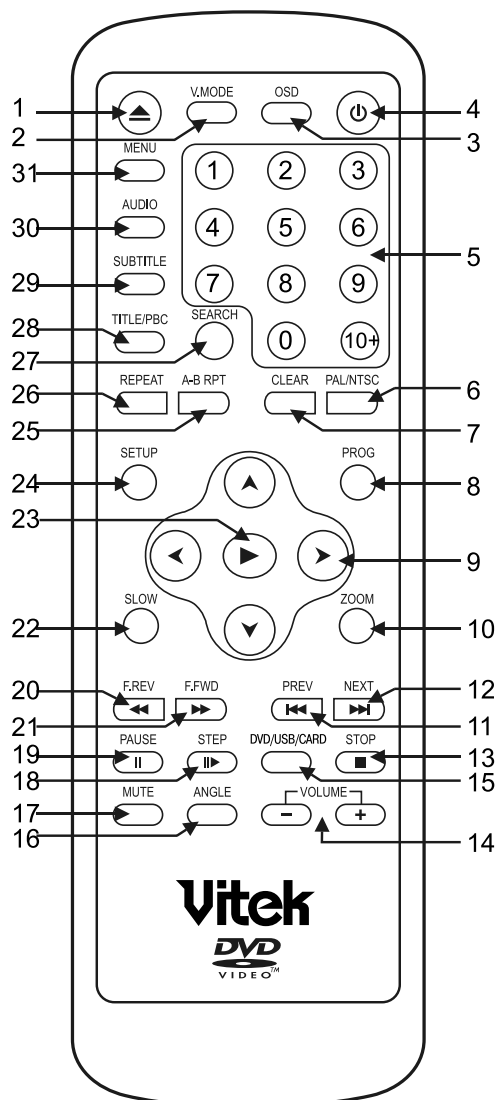 V.MODE OSD
1 4
2 3
MENU
31 1 2 3
AUDIO
30 4 5 6
5
SUBTITLE
29 7 8 9
TITLE/PBC SEARCH
28 0 10+
27
REPEAT A-B RPT CLEAR PAL/NTSC
26 6
25 7
SETUP PROG
24 8
23 9
SLOW ZOOM
22 10
F.REV F.FWD PREV NEXT
20 12
21 11
PAUSE STEP DVD/USB/CARD STOP
19 13
18 15
MUTE ANGLE VOLUME
17 - +
16 14
Vitek
DVD
VIDEO™